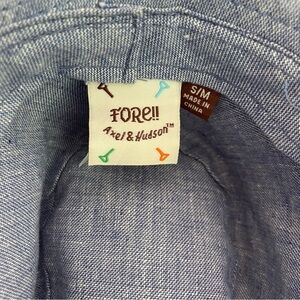 FORE!!
Axel & Hudson™
S/M
MADE IN
CHINA